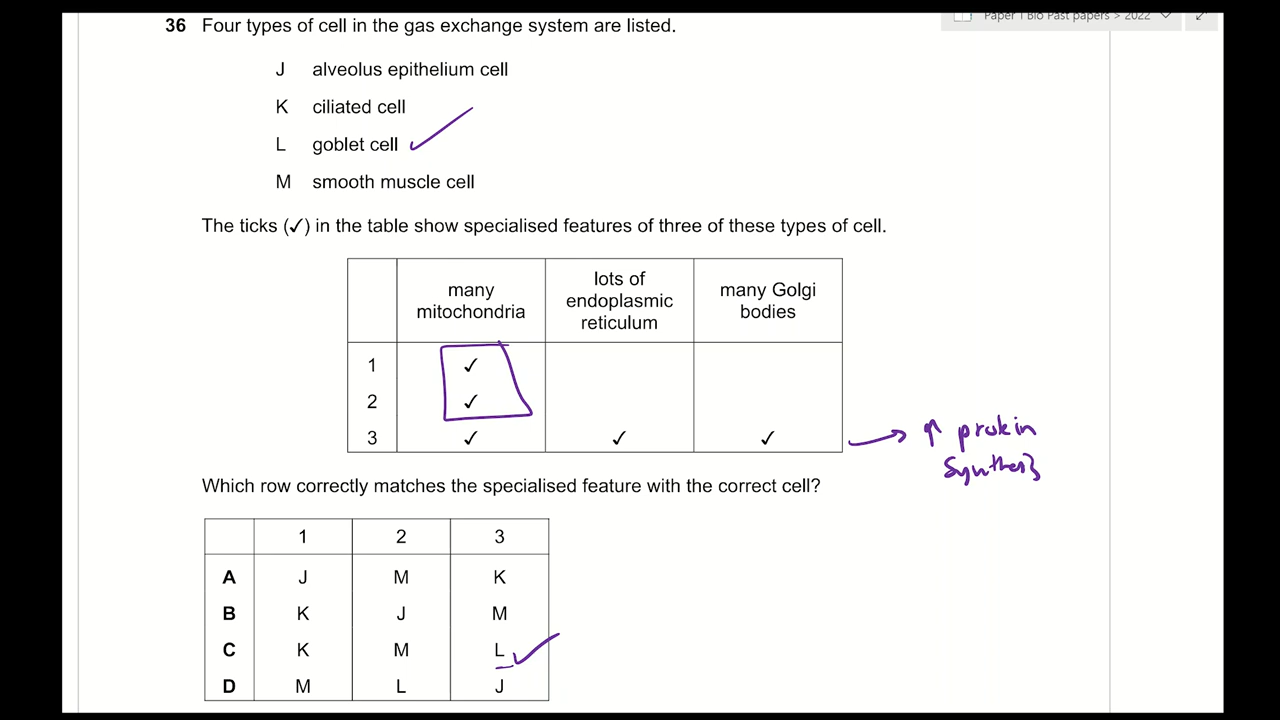 Paper 1 Bio Past papers > 2022
36 Four types of cell in the gas exchange system are listed.
J alveolus epithelium cell
K ciliated cell
L goblet cell ✓
M smooth muscle cell
The ticks (✓) in the table show specialised features of three of these types of cell.
many mitochondria lots of endoplasmic reticulum many Golgi bodies
1 ✓
2 ✓
3 ✓ ✓ ✓ → ↑ protein synthesis
Which row correctly matches the specialised feature with the correct cell?
1 2 3
A J M K
B K J M
C K M L ✓
D M L J